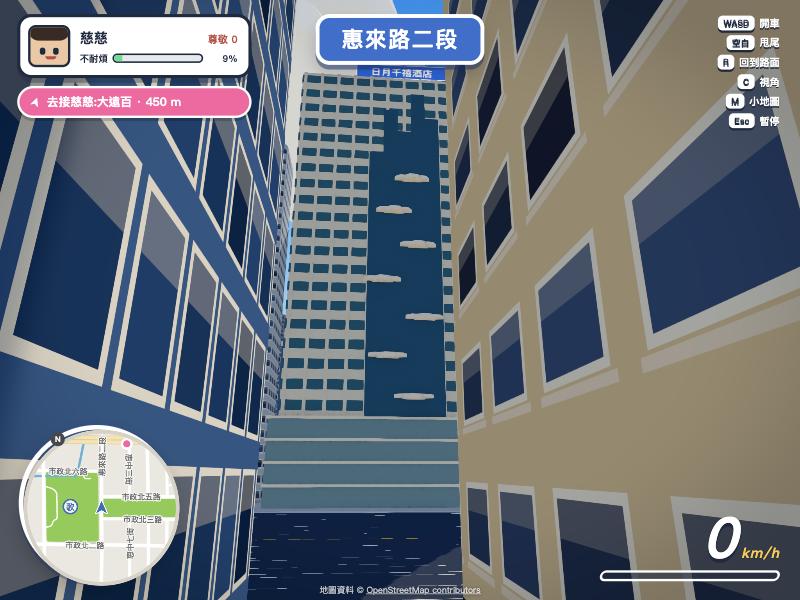 慈慈
尊敬 0
不耐煩
9%
去接慈慈:大遠百 · 450 m
惠來路二段
日月千禧酒店
WASD 開車
空白 甩尾
R 回到路面
C 視角
M 小地圖
Esc 暫停
N
市政北六路
市政北五路
市政北三路
市政北二路
政
0 km/h
地圖資料 © OpenStreetMap contributors